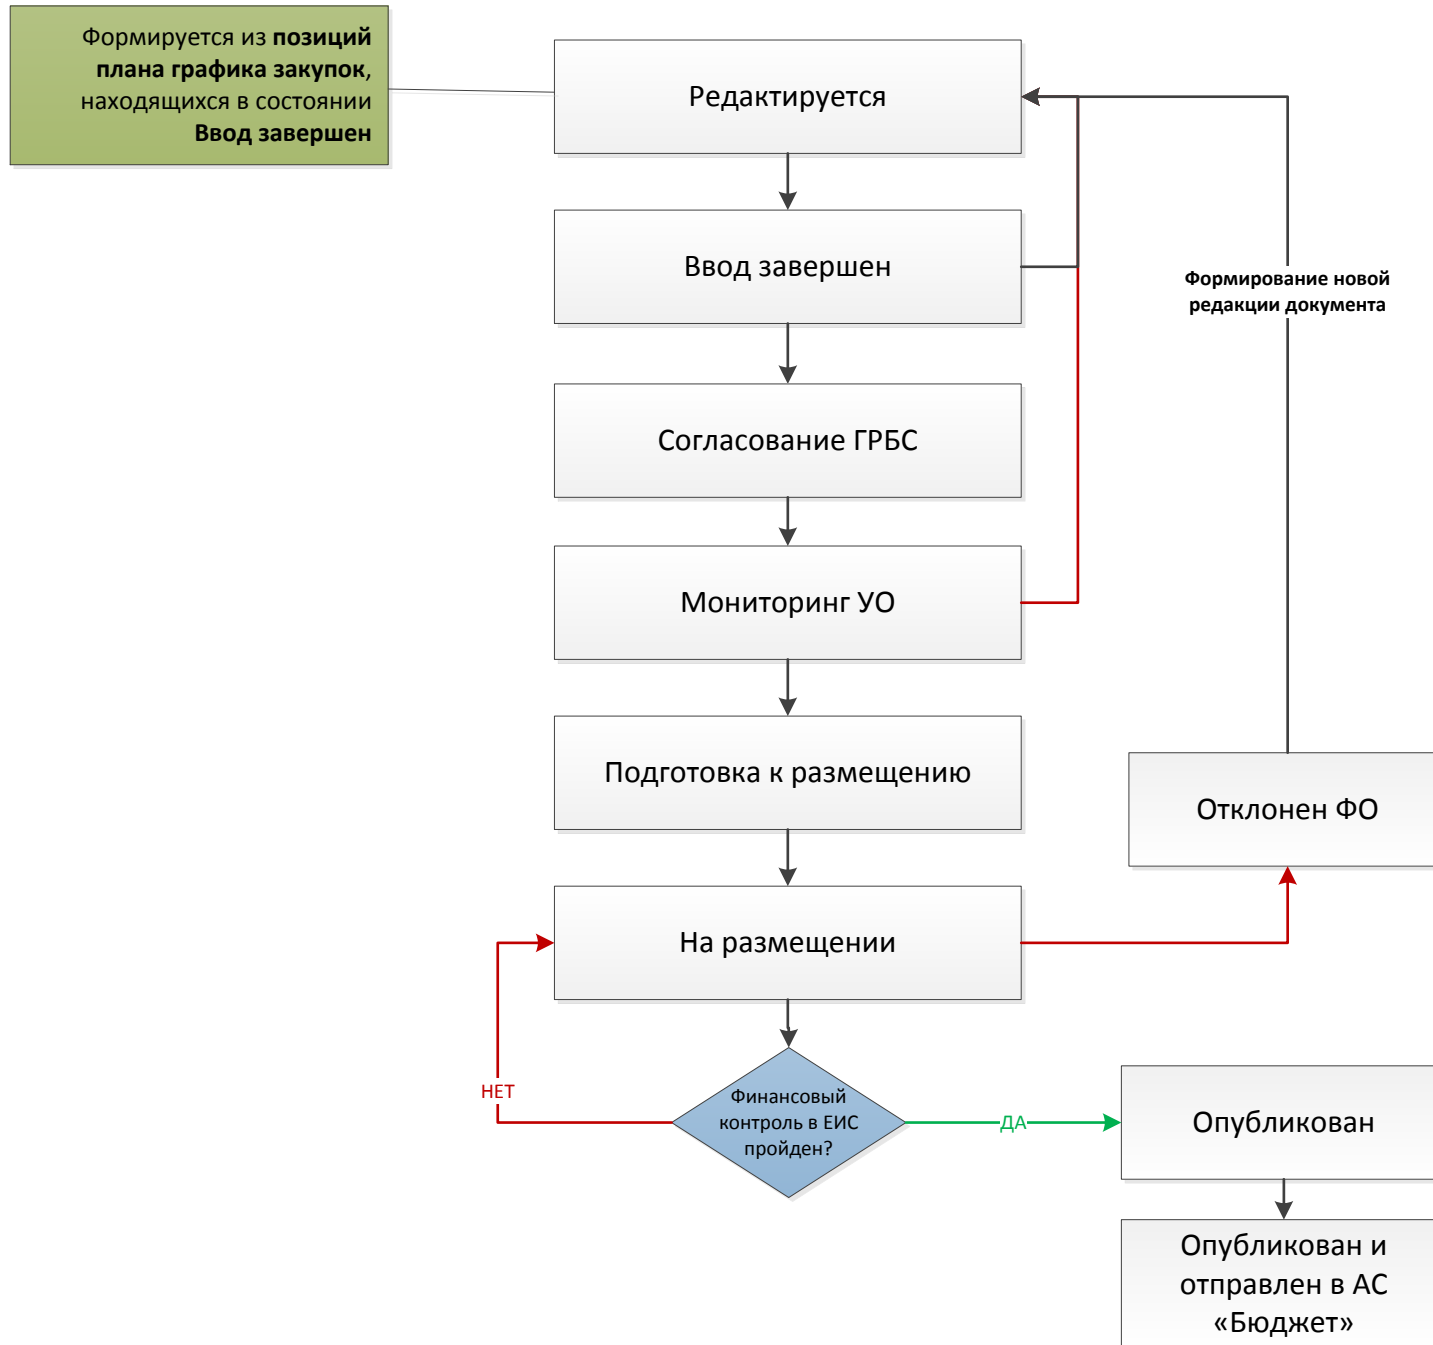 Формируется из позиций
плана графика закупок,
находящихся в состоянии
Ввод завершен
Редактируется
Ввод завершен
Формирование новой
редакции документа
Согласование ГРБС
Мониторинг УО
Подготовка к размещению
Отклонен ФО
На размещении
НЕТ
Финансовый
контроль в ЕИС
пройден?
ДА
Опубликован
Опубликован и
отправлен в АС
«Бюджет»